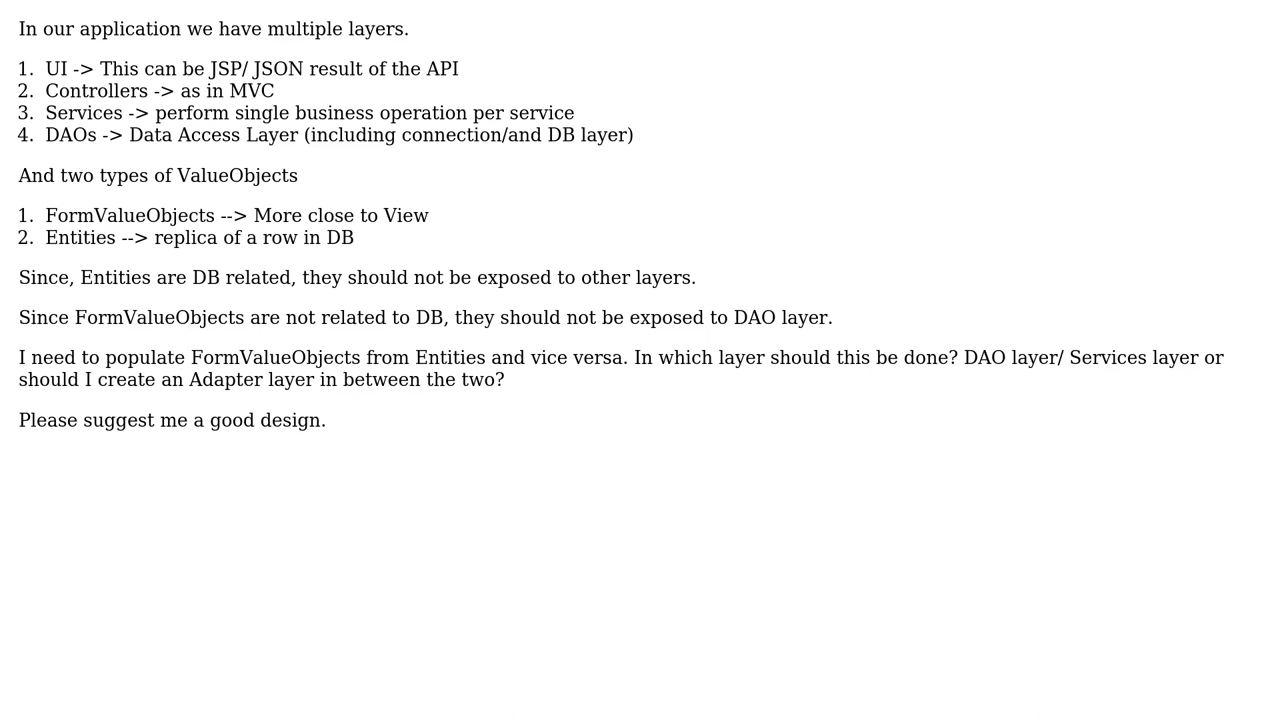 In our application we have multiple layers.
1. UI -> This can be JSP/ JSON result of the API
2. Controllers -> as in MVC
3. Services -> perform single business operation per service
4. DAOs -> Data Access Layer (including connection/and DB layer)
And two types of ValueObjects
1. FormValueObjects --> More close to View
2. Entities --> replica of a row in DB
Since, Entities are DB related, they should not be exposed to other layers.
Since FormValueObjects are not related to DB, they should not be exposed to DAO layer.
I need to populate FormValueObjects from Entities and vice versa. In which layer should this be done? DAO layer/ Services layer or
should I create an Adapter layer in between the two?
Please suggest me a good design.